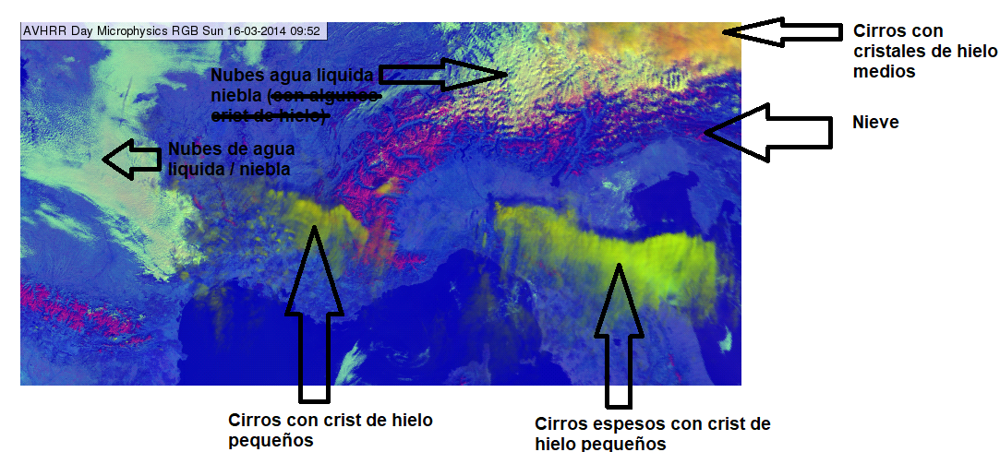 AVHRR Day Microphysics RGB Sun 16-03-2014 09:52
Cirros con
cristales de hielo
medios
Nubes agua liquida
niebla (con algunos
crist de hielo)
Nieve
Nubes de agua
liquida / niebla
Cirros con crist de hielo
pequeños
Cirros espesos con crist de
hielo pequeños